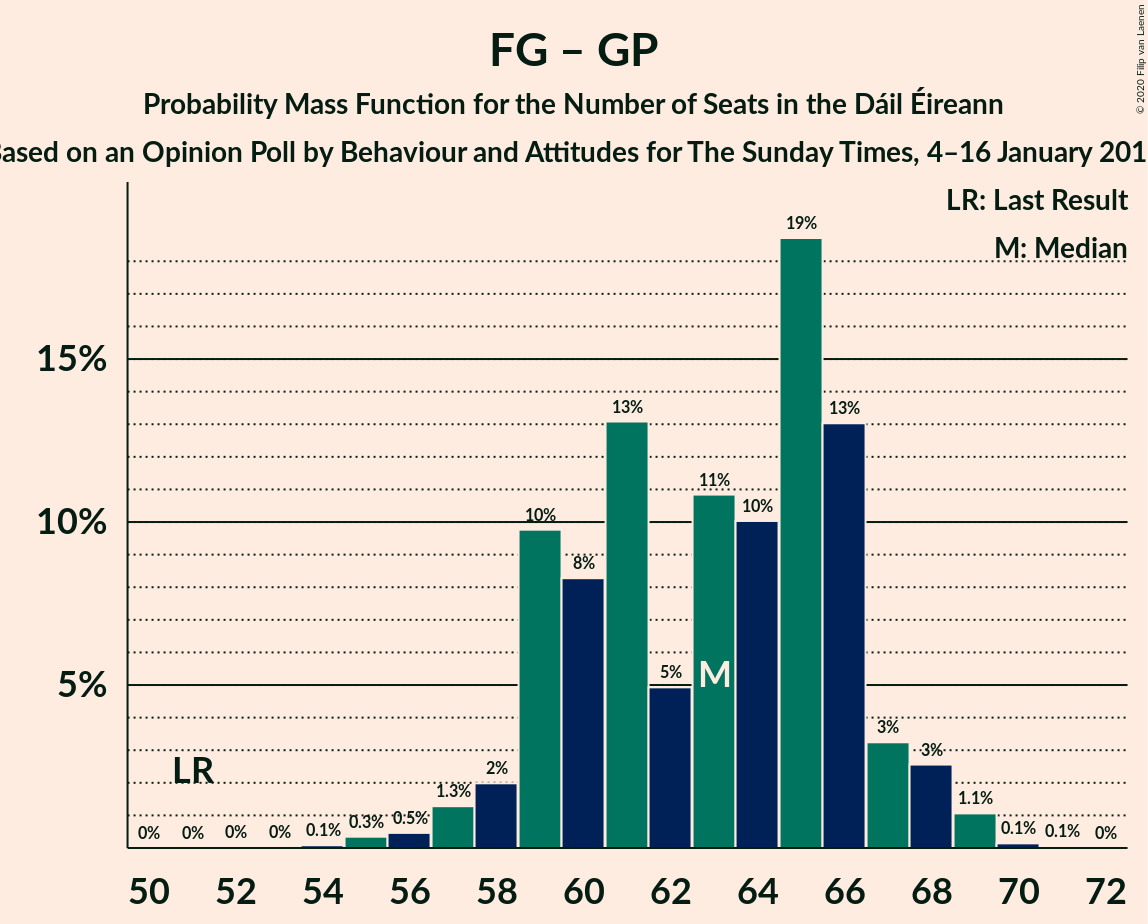 FG – GP
Probability Mass Function for the Number of Seats in the Dáil Éireann
Based on an Opinion Poll by Behaviour and Attitudes for The Sunday Times, 4–16 January 201
© 2020 Filip van Laenen
LR: Last Result
M: Median
15%
10%
5%
0% 0% 0% 0% 0.1% 0.3% 0.5% 1.3% 2% 10% 8% 13% 5% 11% 10% 19% 13% 3% 3% 1.1% 0.1% 0.1% 0%
LR
M
50 52 54 56 58 60 62 64 66 68 70 72